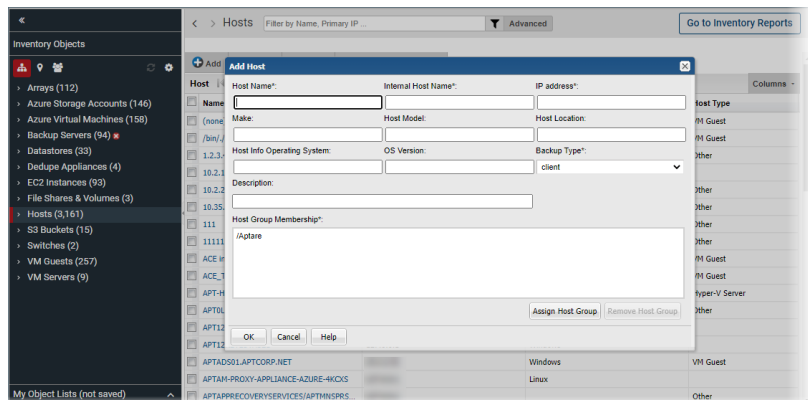 «
Inventory Objects
Arrays (112)
Azure Storage Accounts (146)
Azure Virtual Machines (158)
Backup Servers (94)
Datastores (33)
Dedupe Appliances (4)
EC2 Instances (93)
File Shares & Volumes (3)
Hosts (3,161)
S3 Buckets (15)
Switches (2)
VM Guests (257)
VM Servers (9)
My Object Lists (not saved)
< > Hosts Filter by Name, Primary IP ... Advanced Go to Inventory Reports
Add
Host Columns
Name Host Type
(none VM Guest
/bin/./ VM Guest
1.2.3. Other
10.2.1
10.2.2 Other
10.35. Other
111 Other
11111 Other
ACE VM Guest
ACE_T VM Guest
APT-H Hyper-V Server
APT0L Other
APT12
APT12
APTADS01.APTCORP.NET Windows VM Guest
APTAM-PROXY-APPLIANCE-AZURE-4KCXS Linux
APTAPPRECOVERYSERVICES/APTMNSPRS... Other
Add Host
Host Name*: Internal Host Name*: IP address*:
Make: Host Model: Host Location:
Host Info Operating System: OS Version: Backup Type*:
client
Description:
Host Group Membership*:
/Aptare
Assign Host Group Remove Host Group
OK Cancel Help